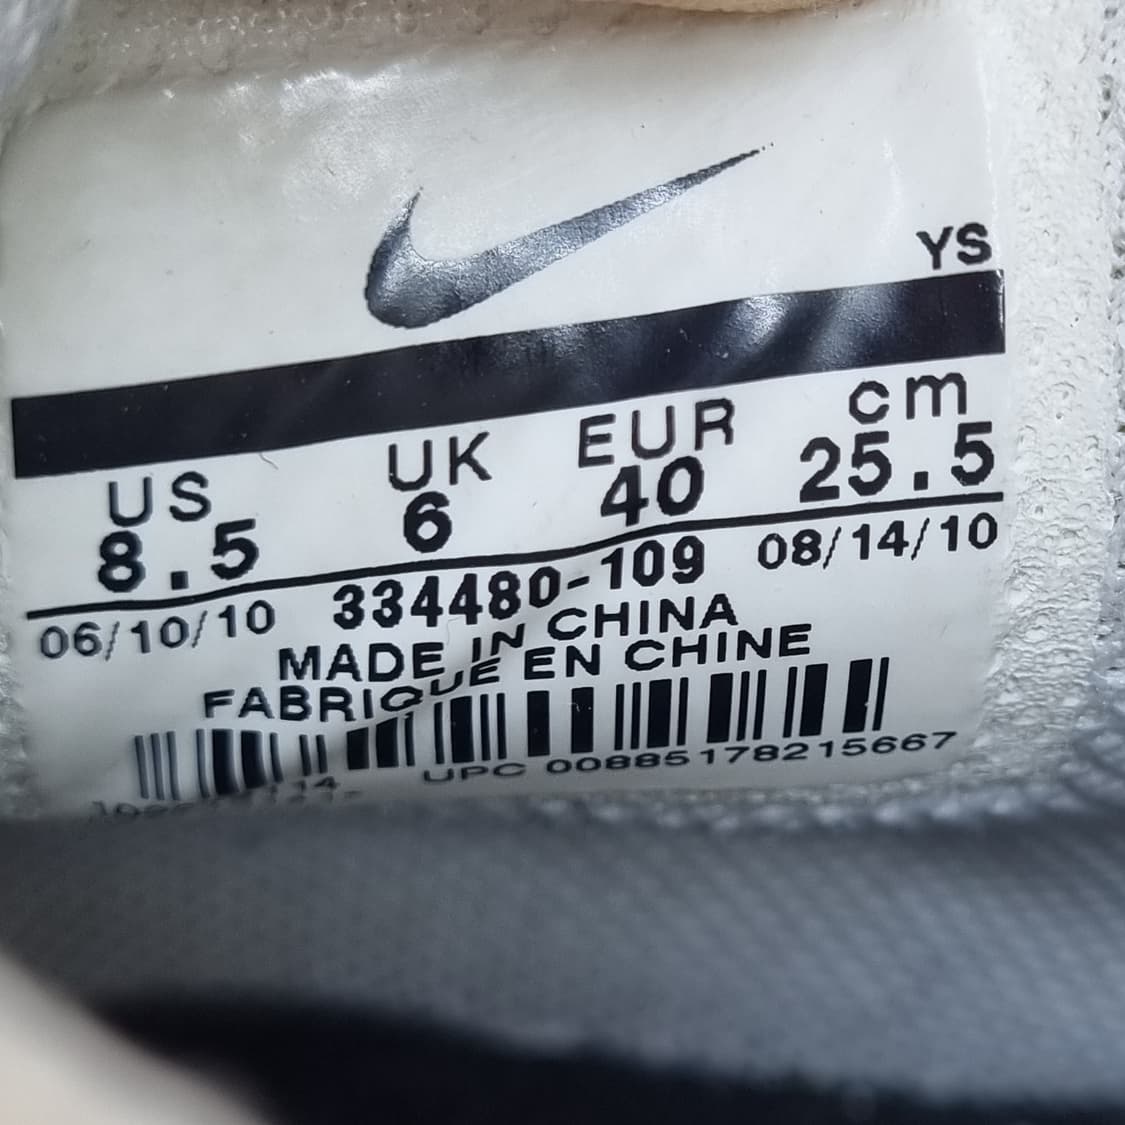 YS
US UK EUR cm
8.5 6 40 25.5
06/10/10 334480-109 08/14/10
MADE IN CHINA
FABRIQUE EN CHINE
UPC 00885178215667